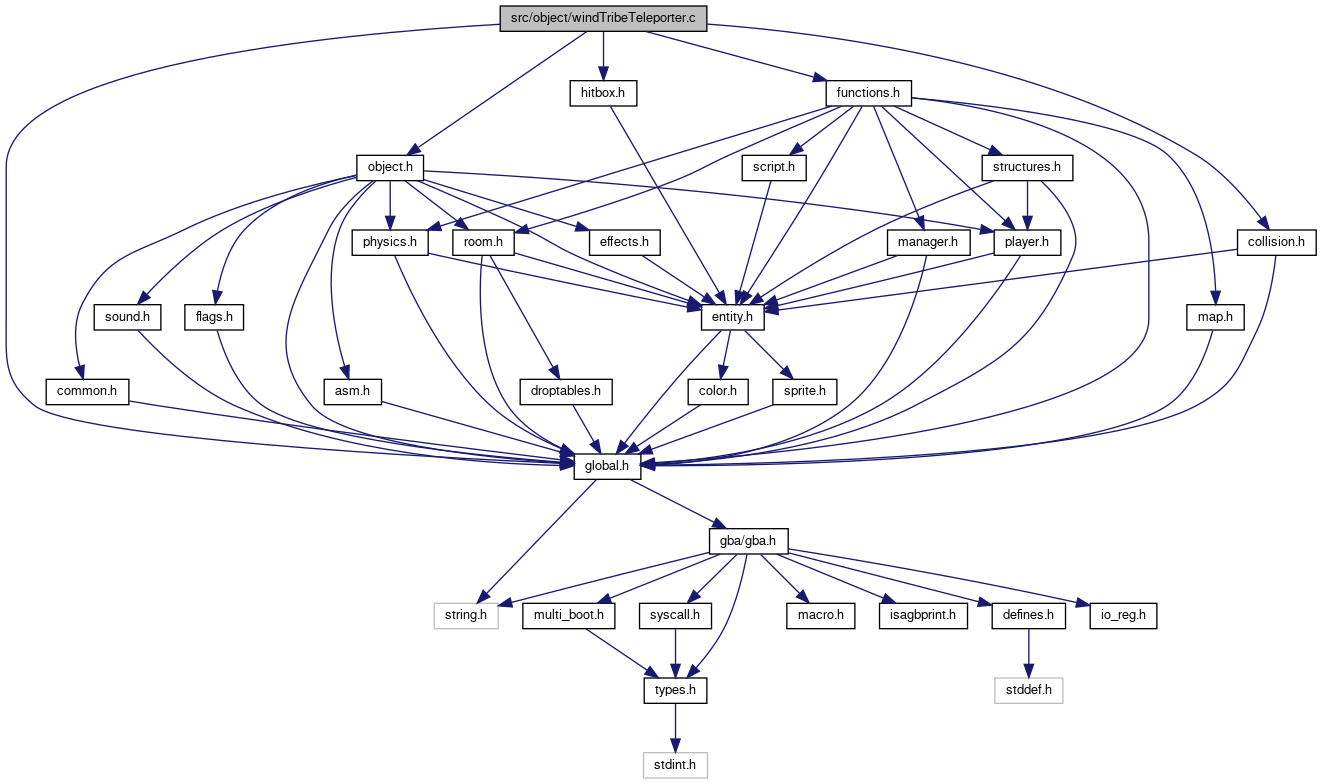 src/object/windTribeTeleporter.c
hitbox.h
functions.h
object.h
script.h
structures.h
physics.h
room.h
effects.h
manager.h
player.h
collision.h
sound.h
flags.h
entity.h
map.h
common.h
asm.h
droptables.h
color.h
sprite.h
global.h
gba/gba.h
string.h
multi_boot.h
syscall.h
macro.h
isagbprint.h
defines.h
io_reg.h
types.h
stddef.h
stdint.h